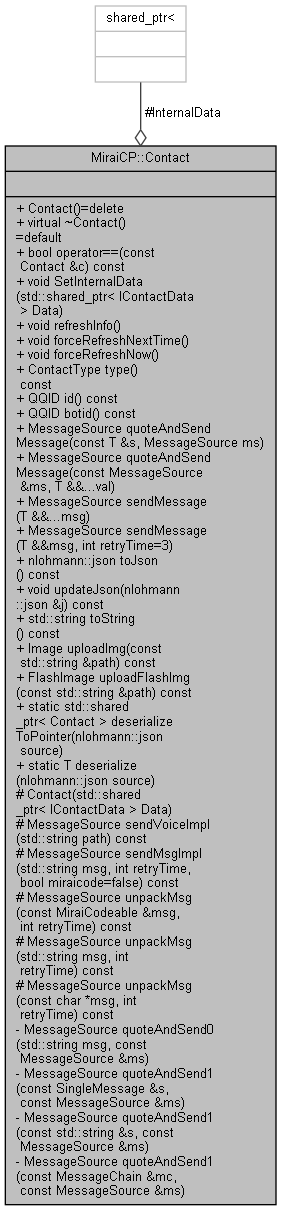 shared_ptr<
#InternalData
MiraiCP::Contact
+ Contact()=delete
+ virtual ~Contact()
=default
+ bool operator==(const
Contact &c) const
+ void SetInternalData
(std::shared_ptr< IContactData
> Data)
+ void refreshInfo()
+ void forceRefreshNextTime()
+ void forceRefreshNow()
+ ContactType type()
const
+ QQID id() const
+ QQID botid() const
+ MessageSource quoteAndSend
Message(const T &s, MessageSource ms)
+ MessageSource quoteAndSend
Message(const MessageSource
&ms, T &&...val)
+ MessageSource sendMessage
(T &&...msg)
+ MessageSource sendMessage
(T &&msg, int retryTime=3)
+ nlohmann::json toJson
() const
+ void updateJson(nlohmann
::json &j) const
+ std::string toString
() const
+ Image uploadImg(const
std::string &path) const
+ FlashImage uploadFlashImg
(const std::string &path) const
+ static std::shared
_ptr< Contact > deserialize
ToPointer(nlohmann::json
source)
+ static T deserialize
(nlohmann::json source)
# Contact(std::shared
_ptr< IContactData > Data)
# MessageSource sendVoiceImpl
(std::string path) const
# MessageSource sendMsgImpl
(std::string msg, int retryTime,
bool miraicode=false) const
# MessageSource unpackMsg
(const MiraiCodeable &msg,
int retryTime) const
# MessageSource unpackMsg
(std::string msg, int
retryTime) const
# MessageSource unpackMsg
(const char *msg, int
retryTime) const
- MessageSource quoteAndSend0
(std::string msg, const
MessageSource &ms)
- MessageSource quoteAndSend1
(const SingleMessage &s,
const MessageSource &ms)
- MessageSource quoteAndSend1
(const std::string &s, const
MessageSource &ms)
- MessageSource quoteAndSend1
(const MessageChain &mc,
const MessageSource &ms)